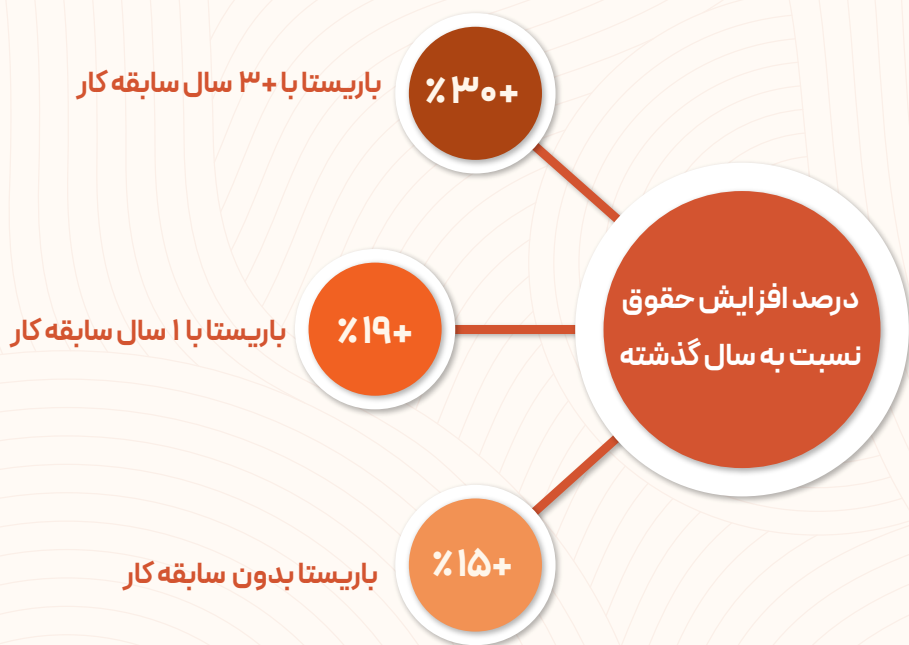 درصد افزایش حقوق
نسبت به سال گذشته
+۳۰٪
باریستا با +۳ سال سابقه کار
+۱۹٪
باریستا با ۱ سال سابقه کار
+۱۵٪
باریستا بدون سابقه کار